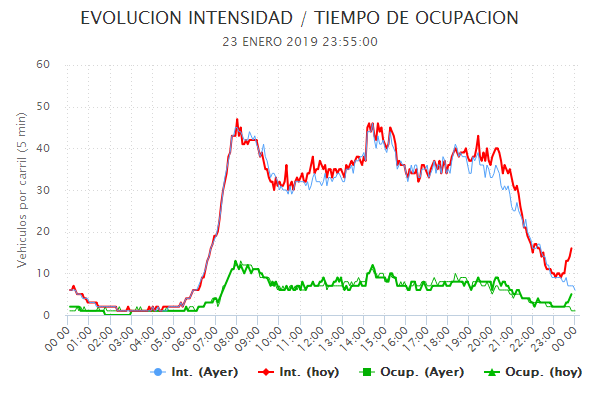 EVOLUCION INTENSIDAD / TIEMPO DE OCUPACION
23 ENERO 2019 23:55:00
Vehiculos por carril (5 min)
60
50
40
30
20
10
0
00:00 01:00 02:00 03:00 04:00 05:00 06:00 07:00 08:00 09:00 10:00 11:00 12:00 13:00 14:00 15:00 16:00 17:00 18:00 19:00 20:00 21:00 22:00 23:00 00:00
Int. (Ayer) Int. (hoy) Ocup. (Ayer) Ocup. (hoy)